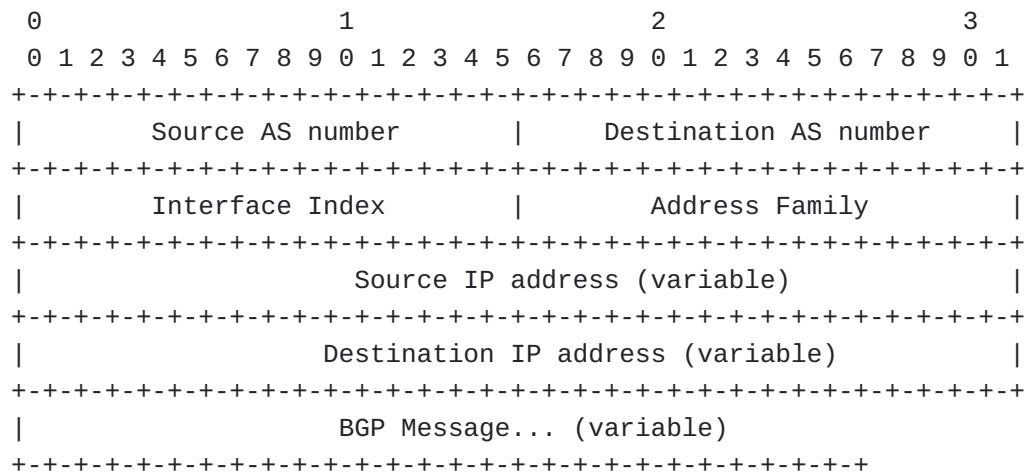 0                   1                   2                   3
 0 1 2 3 4 5 6 7 8 9 0 1 2 3 4 5 6 7 8 9 0 1 2 3 4 5 6 7 8 9 0 1
+-+-+-+-+-+-+-+-+-+-+-+-+-+-+-+-+-+-+-+-+-+-+-+-+-+-+-+-+-+-+-+-+
|        Source AS number       |     Destination AS number     |
+-+-+-+-+-+-+-+-+-+-+-+-+-+-+-+-+-+-+-+-+-+-+-+-+-+-+-+-+-+-+-+-+
|        Interface Index        |        Address Family         |
+-+-+-+-+-+-+-+-+-+-+-+-+-+-+-+-+-+-+-+-+-+-+-+-+-+-+-+-+-+-+-+-+
|                     Source IP address (variable)              |
+-+-+-+-+-+-+-+-+-+-+-+-+-+-+-+-+-+-+-+-+-+-+-+-+-+-+-+-+-+-+-+-+
|                   Destination IP address (variable)           |
+-+-+-+-+-+-+-+-+-+-+-+-+-+-+-+-+-+-+-+-+-+-+-+-+-+-+-+-+-+-+-+-+
|                    BGP Message... (variable)
+-+-+-+-+-+-+-+-+-+-+-+-+-+-+-+-+-+-+-+-+-+-+-+-+-+-+-+